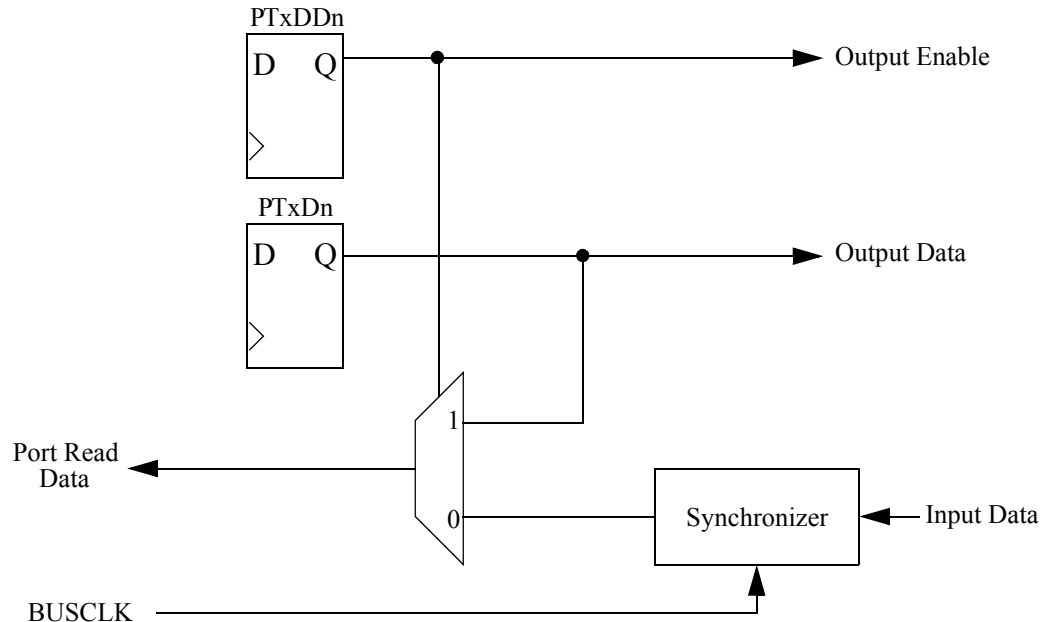 PTxDDn
D Q
Output Enable
PTxDn
D Q
Output Data
1
Port Read
Data
0
Synchronizer
Input Data
BUSCLK